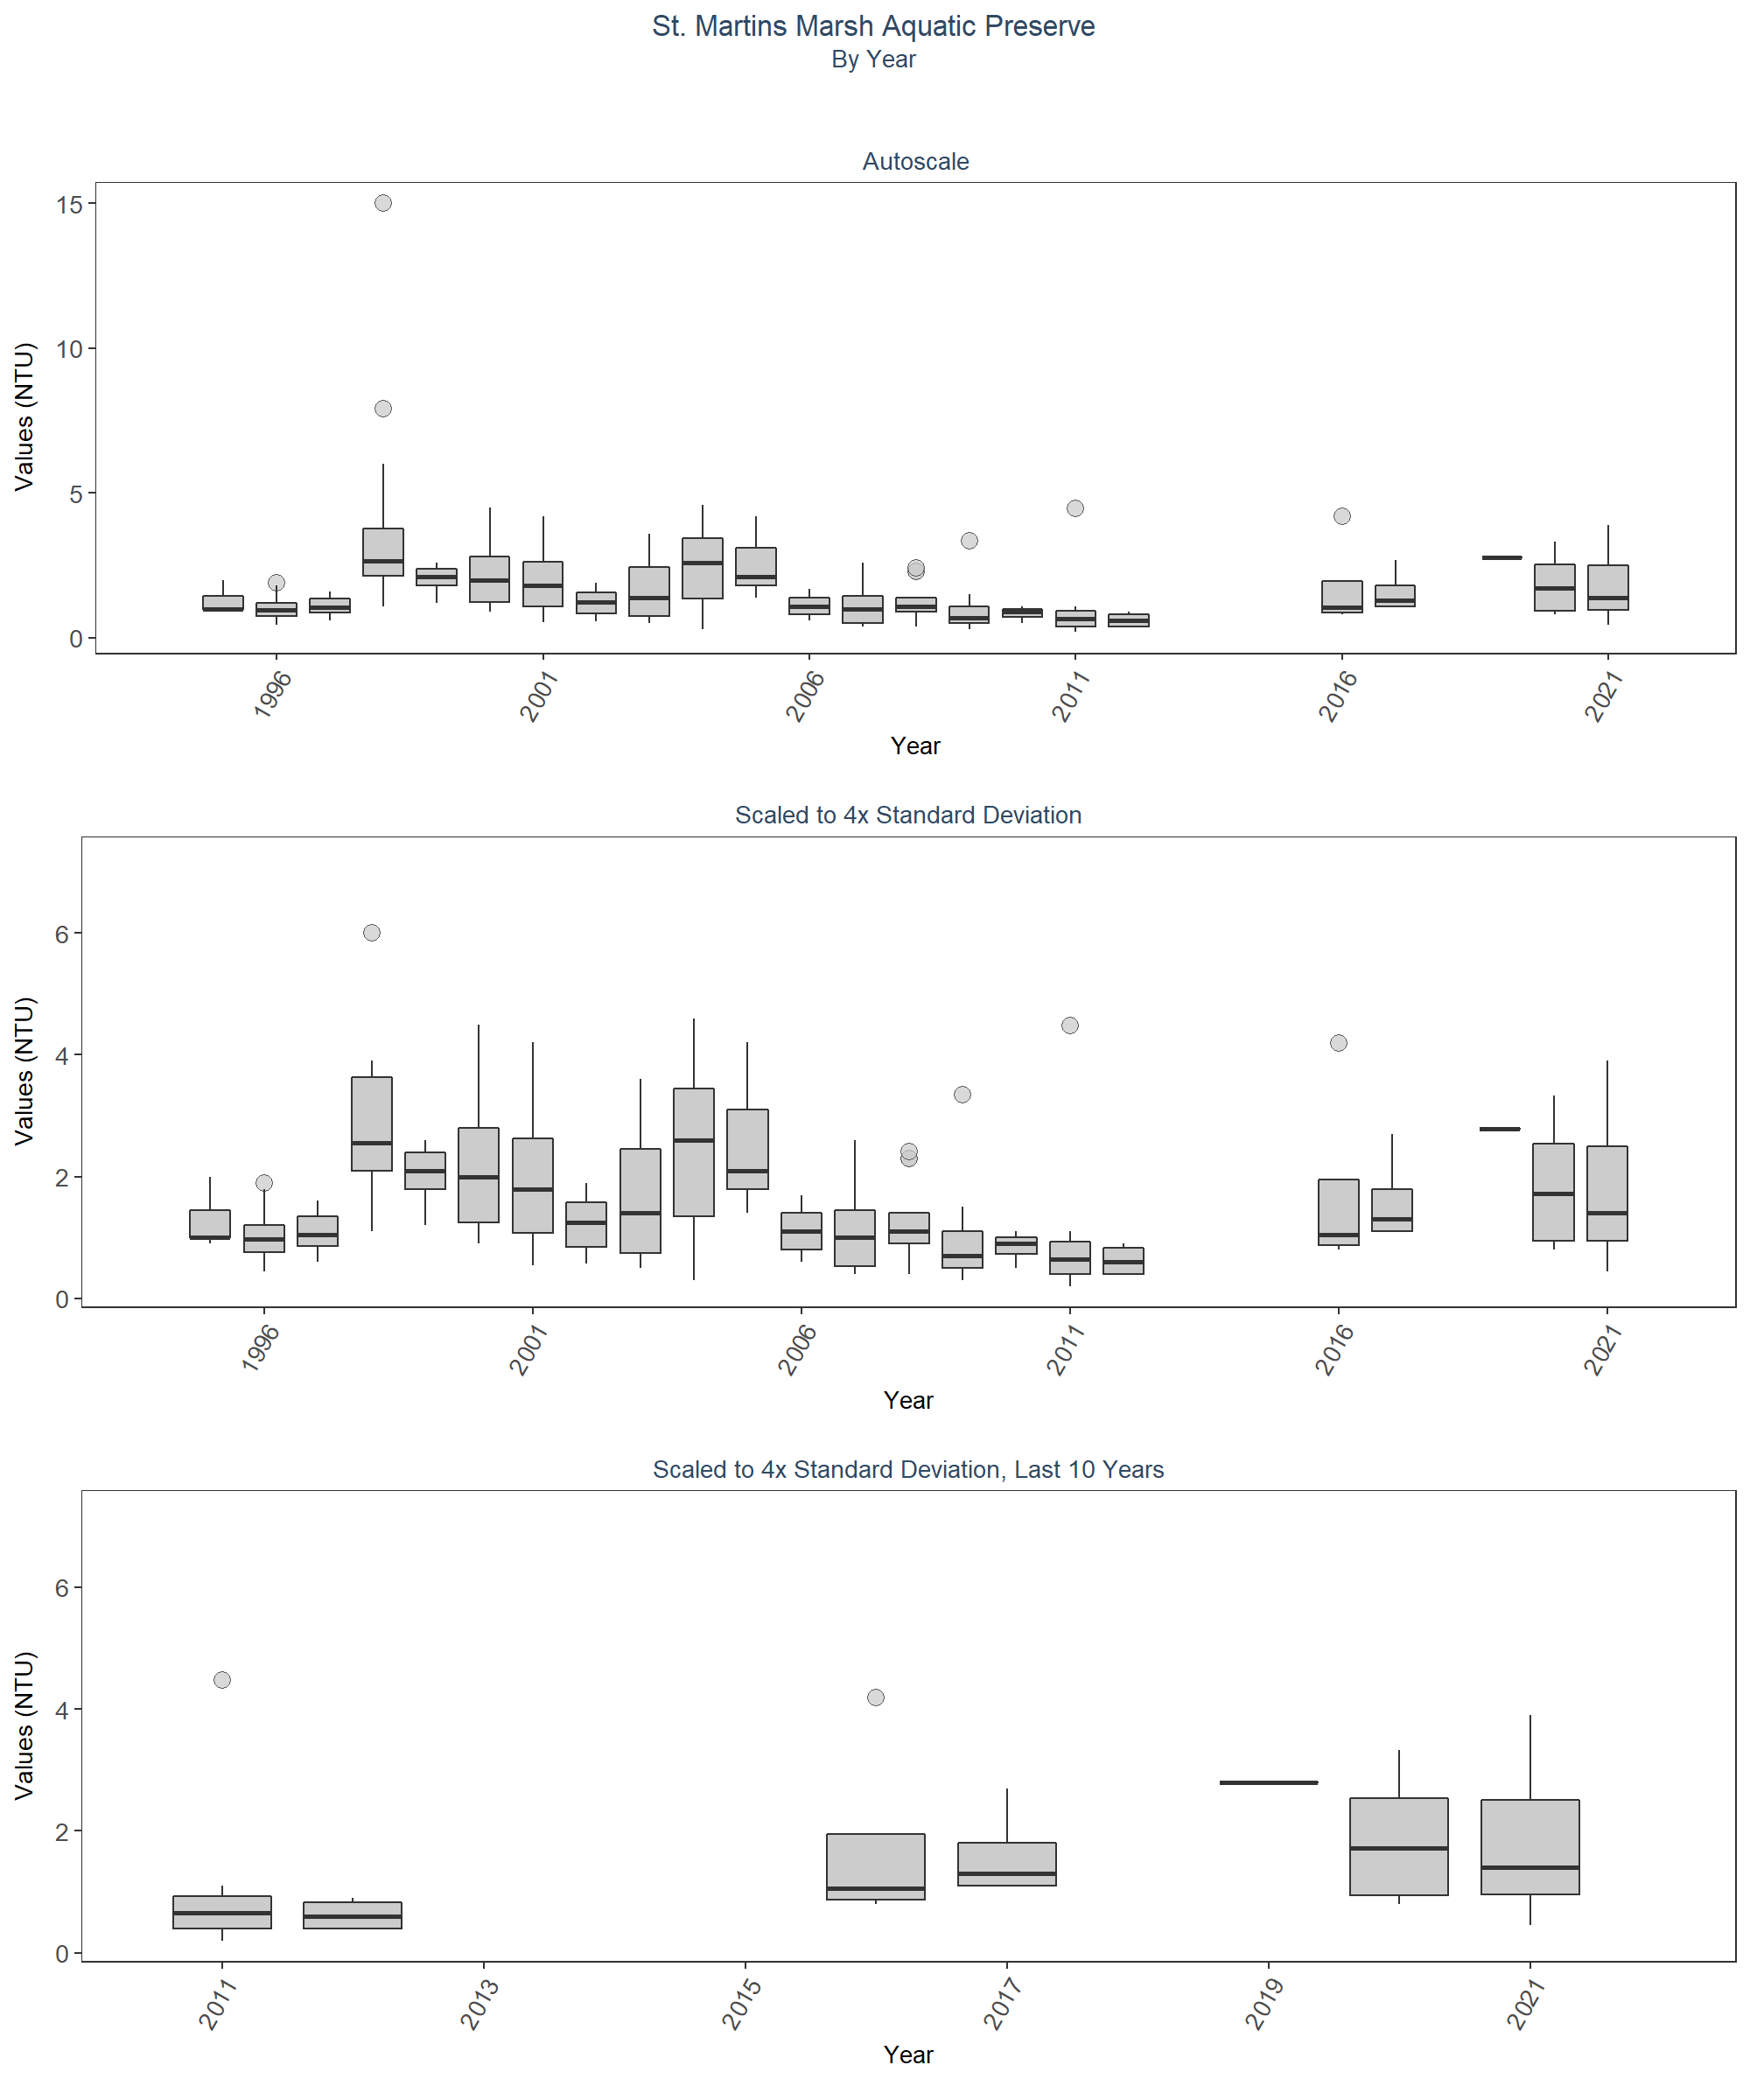 St. Martins Marsh Aquatic Preserve
By Year
Autoscale
Values (NTU)
15
10
5
0
1996
2001
2006
2011
2016
2021
Year
Scaled to 4x Standard Deviation
Values (NTU)
6
4
2
0
1996
2001
2006
2011
2016
2021
Year
Scaled to 4x Standard Deviation, Last 10 Years
Values (NTU)
6
4
2
0
2011
2013
2015
2017
2019
2021
Year